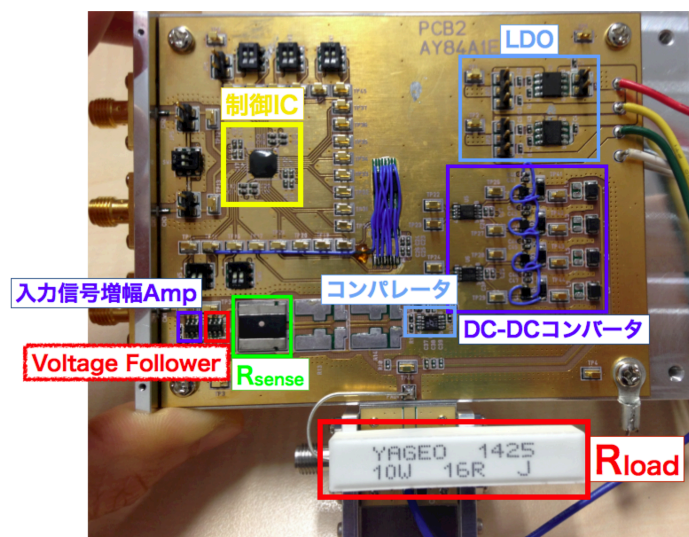 PCB2
AY84A1E
LDO
制御IC
入力信号増幅Amp
コンパレータ
DC-DCコンバータ
Voltage Follower
Rsense
YAGEO 1425
10W 16R J
Rload